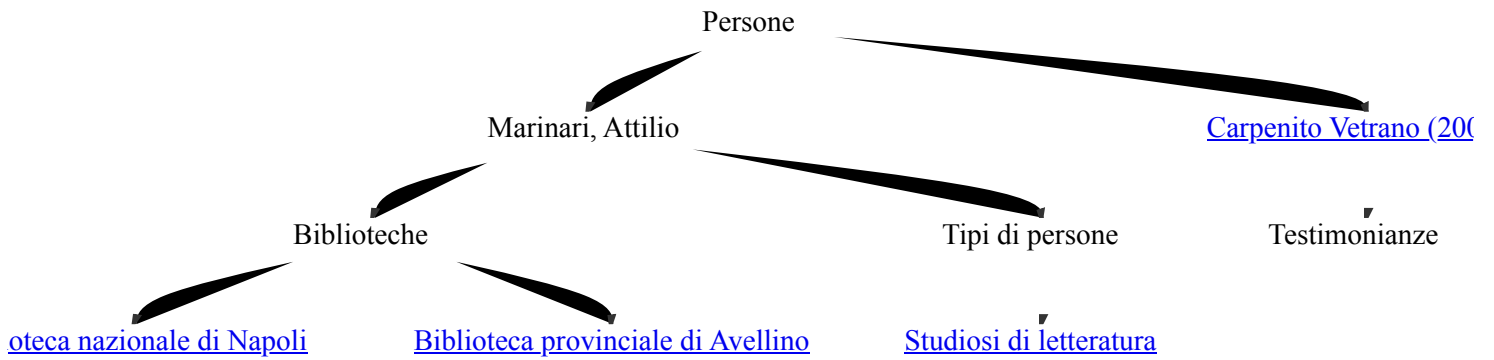 Persone
Marinari, Attilio
Carpenito Vetrano (200
Biblioteche
Tipi di persone
Testimonianze
oteca nazionale di Napoli
Biblioteca provinciale di Avellino
Studiosi di letteratura